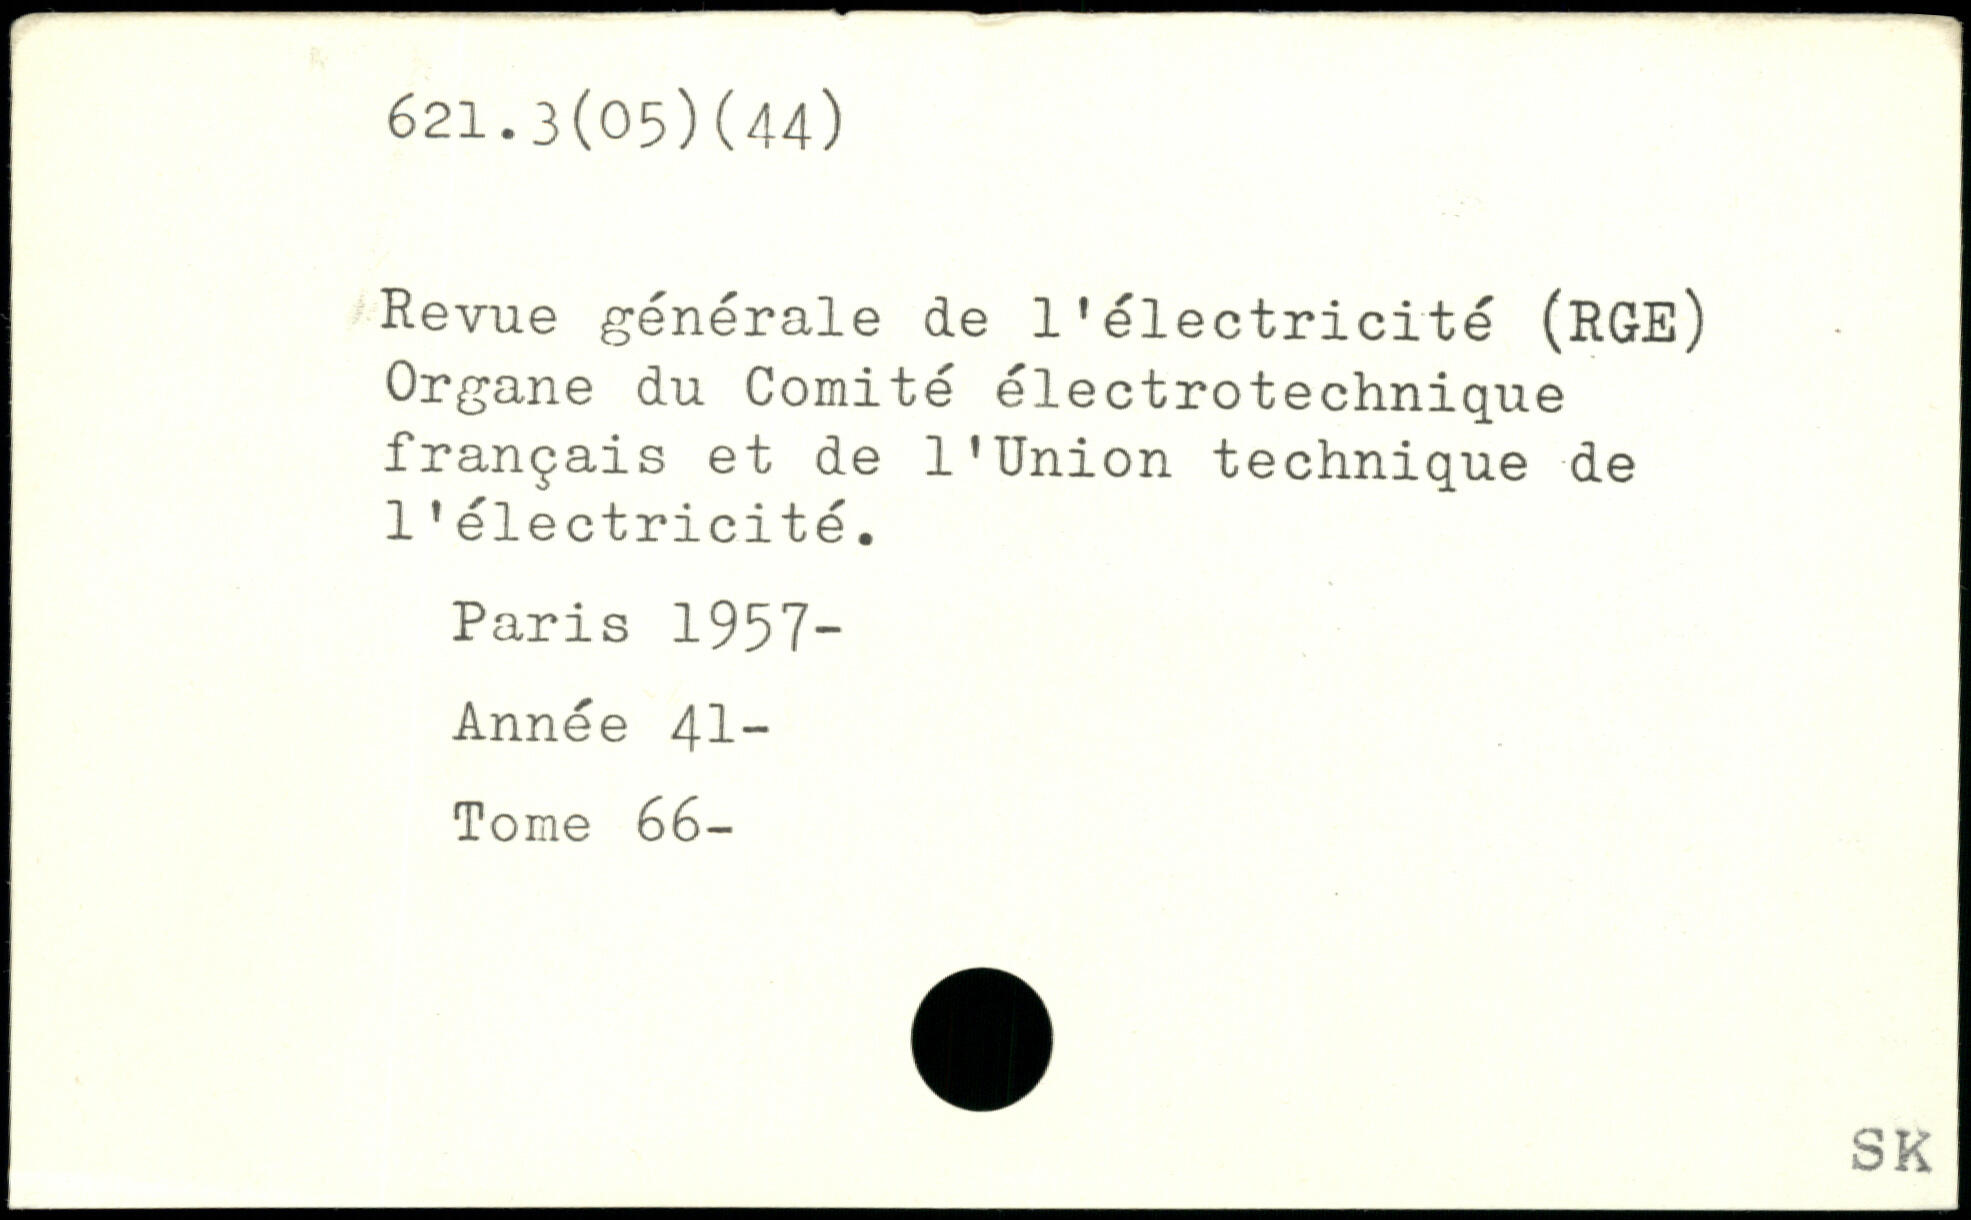 621.3(05)(44)
Revue générale de l'électricité (RGE)
Organe du Comité électrotechnique
français et de l'Union technique de
l'électricité.
Paris 1957-
Année 41-
Tome 66-
SK